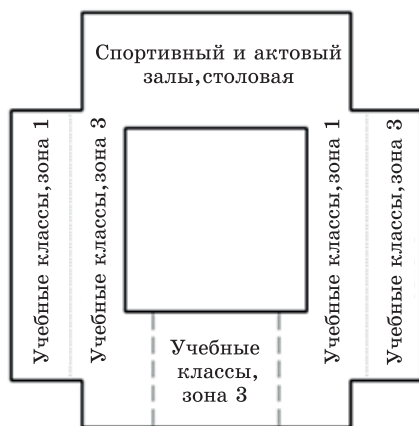 Спортивный и актовый
залы,столовая
Учебные классы,зона 1
Учебные классы,зона 3
Учебные классы,зона 1
Учебные классы,зона 3
Учебные
классы,
зона 3